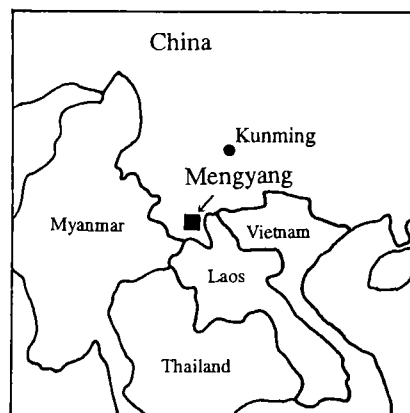 China
Kunming
Mengyang
Myanmar
Vietnam
Laos
Thailand